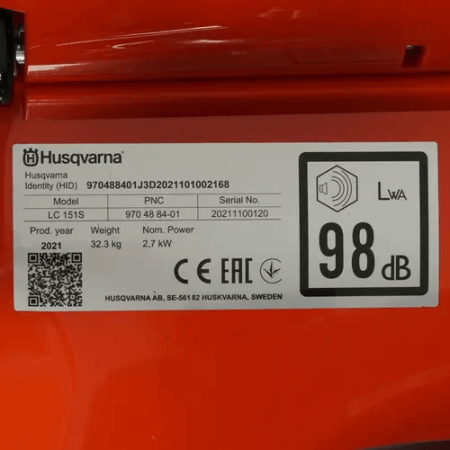 Husqvarna
Husqvarna
Identity (HID) 970488401J3D2021101002168
Model PNC Serial No.
LC 151S 970 48 84-01 20211100120
Prod. year Weight Nom. Power
2021 32.3 kg 2,7 kW
CE EAC
HUSQVARNA AB, SE-561 82 HUSKVARNA, SWEDEN
LWA
98 dB